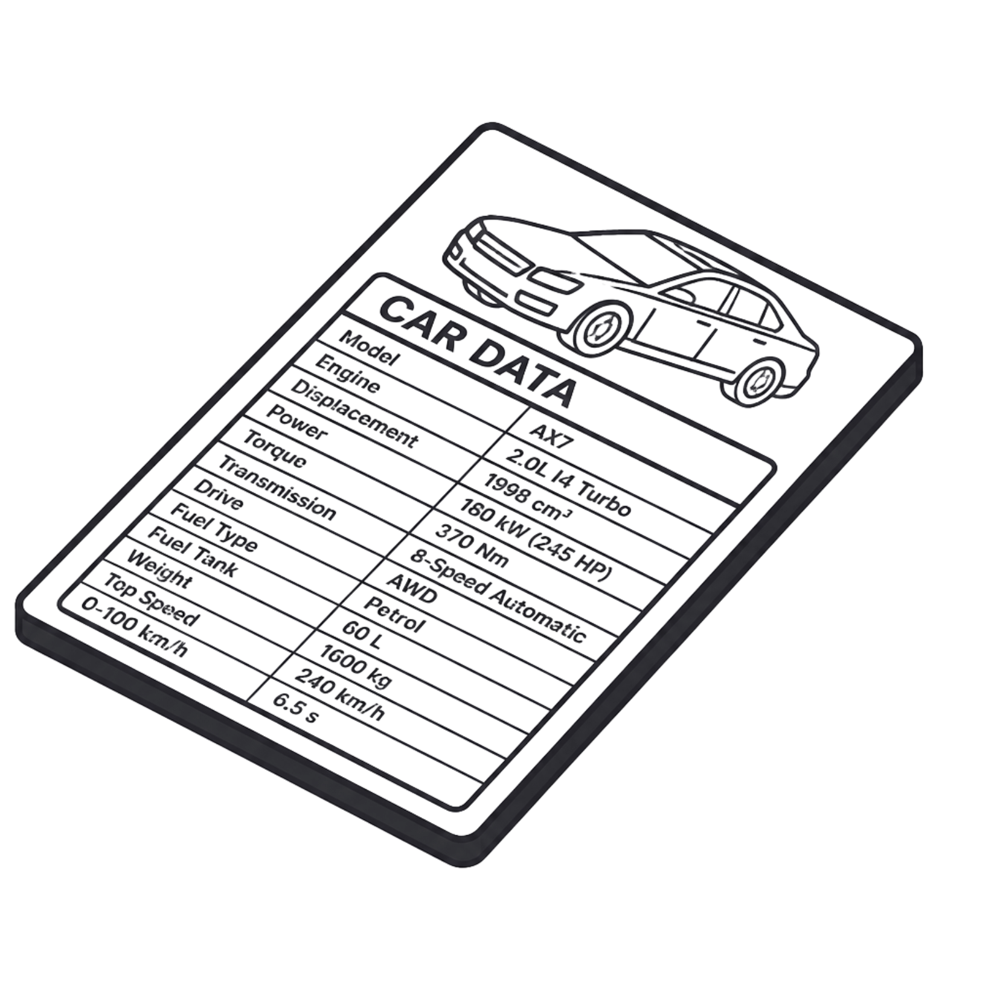 CAR DATA
Model AX7
Engine 2.0L I4 Turbo
Displacement 1998 cm³
Power 160 kW (245 HP)
Torque 370 Nm
Transmission 8-Speed Automatic
Drive AWD
Fuel Type Petrol
Fuel Tank 60 L
Weight 1600 kg
Top Speed 240 km/h
0-100 km/h 6.5 s